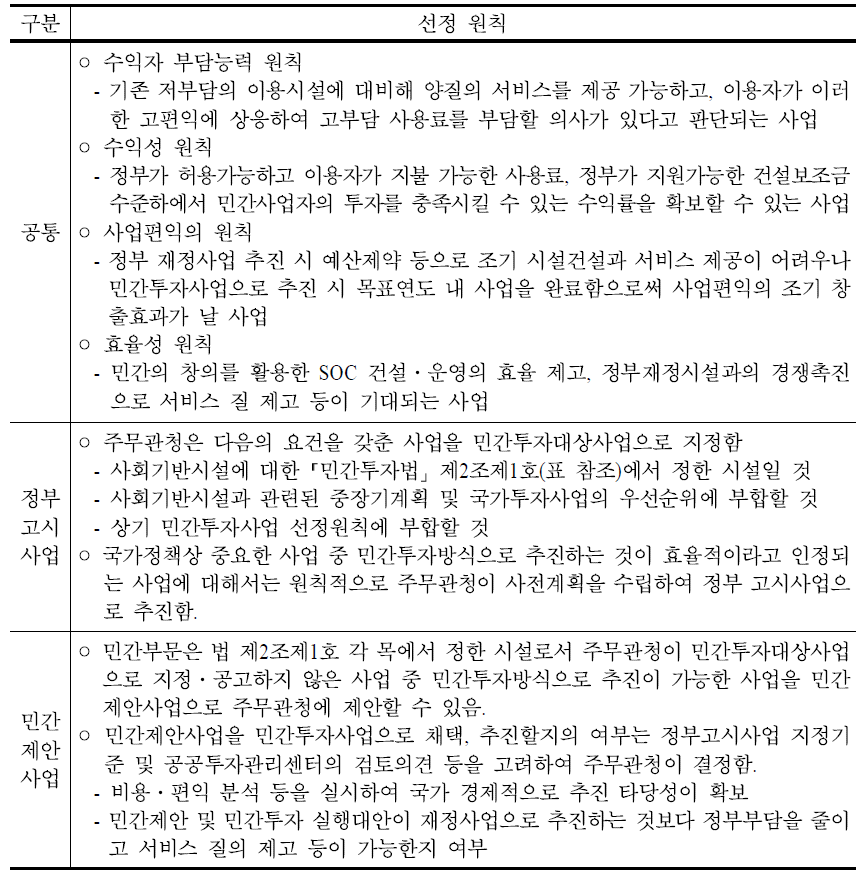 구분 선정 원칙
공통
○ 수익자 부담능력 원칙
- 기존 저부담의 이용시설에 대비해 양질의 서비스를 제공 가능하고, 이용자가 이러
한 고편익에 상응하여 고부담 사용료를 부담할 의사가 있다고 판단되는 사업
○ 수익성 원칙
- 정부가 허용가능하고 이용자가 지불 가능한 사용료, 정부가 지원가능한 건설보조금
수준하에서 민간사업자의 투자를 충족시킬 수 있는 수익률을 확보할 수 있는 사업
○ 사업편익의 원칙
- 정부 재정사업 추진 시 예산제약 등으로 조기 시설건설과 서비스 제공이 어려우나
민간투자사업으로 추진 시 목표연도 내 사업을 완료함으로써 사업편익의 조기 창
출효과가 날 사업
○ 효율성 원칙
- 민간의 창의를 활용한 SOC 건설・운영의 효율 제고, 정부재정시설과의 경쟁촉진
으로 서비스 질 제고 등이 기대되는 사업
정부
고시
사업
○ 주무관청은 다음의 요건을 갖춘 사업을 민간투자대상사업으로 지정함
- 사회기반시설에 대한「민간투자법」제2조제1호(표 참조)에서 정한 시설일 것
- 사회기반시설과 관련된 중장기계획 및 국가투자사업의 우선순위에 부합할 것
- 상기 민간투자사업 선정원칙에 부합할 것
○ 국가정책상 중요한 사업 중 민간투자방식으로 추진하는 것이 효율적이라고 인정되
는 사업에 대해서는 원칙적으로 주무관청이 사전계획을 수립하여 정부 고시사업으
로 추진함.
민간
제안
사업
○ 민간부문은 법 제2조제1호 각 목에서 정한 시설로서 주무관청이 민간투자대상사업
으로 지정・공고하지 않은 사업 중 민간투자방식으로 추진이 가능한 사업을 민간
제안사업으로 주무관청에 제안할 수 있음.
○ 민간제안사업을 민간투자사업으로 채택, 추진할지의 여부는 정부고시사업 지정기
준 및 공공투자관리센터의 검토의견 등을 고려하여 주무관청이 결정함.
- 비용・편익 분석 등을 실시하여 국가 경제적으로 추진 타당성이 확보
- 민간제안 및 민간투자 실행대안이 재정사업으로 추진하는 것보다 정부부담을 줄이
고 서비스 질의 제고 등이 가능한지 여부